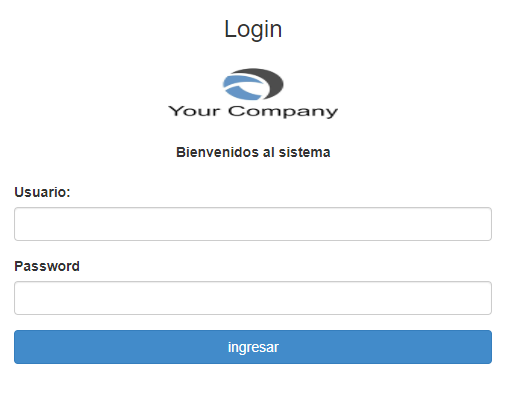 Login
Your Company
Bienvenidos al sistema
Usuario:
Password
ingresar